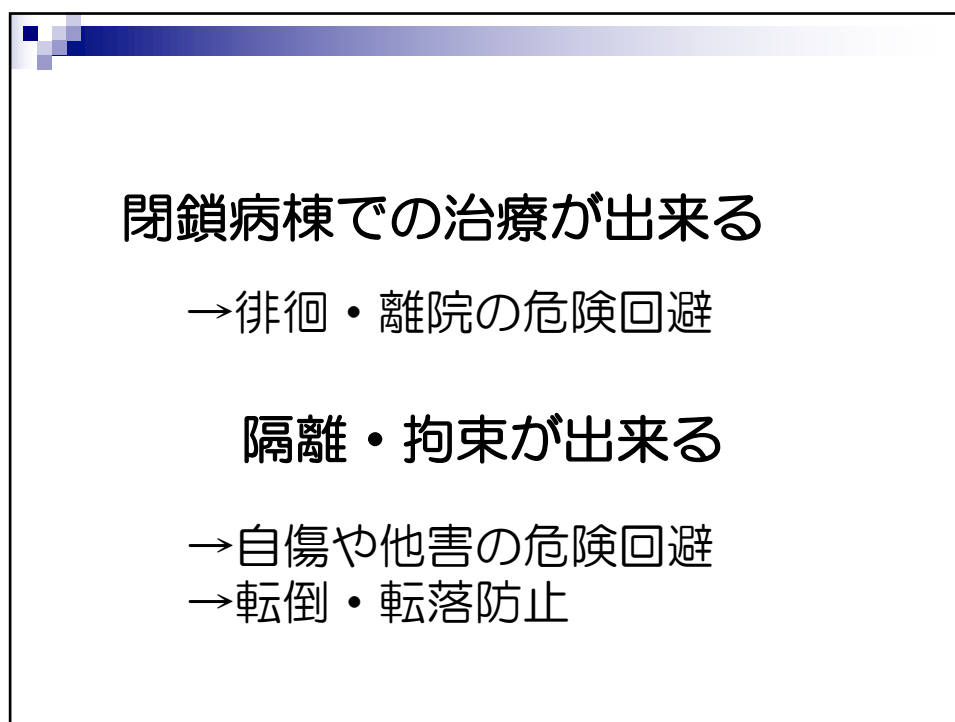 閉鎖病棟での治療が出来る
→徘徊・離院の危険回避
隔離・拘束が出来る
→自傷や他害の危険回避
→転倒・転落防止